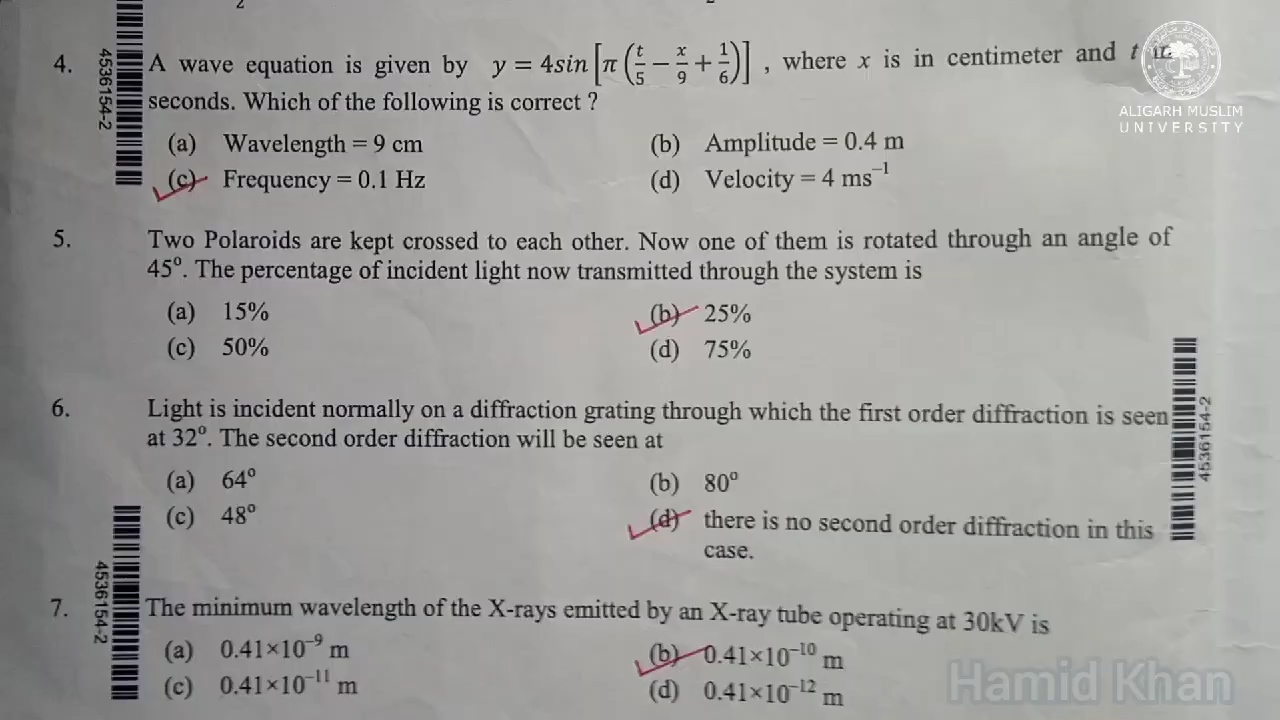 2
4.
4536154-2
A wave equation is given by y = 4sin [π (t/5 − x/9 + 1/6)] , where x is in centimeter and t in
seconds. Which of the following is correct ?
(a) Wavelength = 9 cm (b) Amplitude = 0.4 m
(c) Frequency = 0.1 Hz (d) Velocity = 4 ms⁻¹
ALIGARH MUSLIM
UNIVERSITY
5. Two Polaroids are kept crossed to each other. Now one of them is rotated through an angle of
45°. The percentage of incident light now transmitted through the system is
(a) 15% (b) 25%
(c) 50% (d) 75%
6. Light is incident normally on a diffraction grating through which the first order diffraction is seen
at 32°. The second order diffraction will be seen at
(a) 64° (b) 80°
(c) 48° (d) there is no second order diffraction in this
case.
4536154-2
7. The minimum wavelength of the X-rays emitted by an X-ray tube operating at 30kV is
(a) 0.41×10⁻⁹ m (b) 0.41×10⁻¹⁰ m
(c) 0.41×10⁻¹¹ m (d) 0.41×10⁻¹² m
4536154-2
Hamid Khan